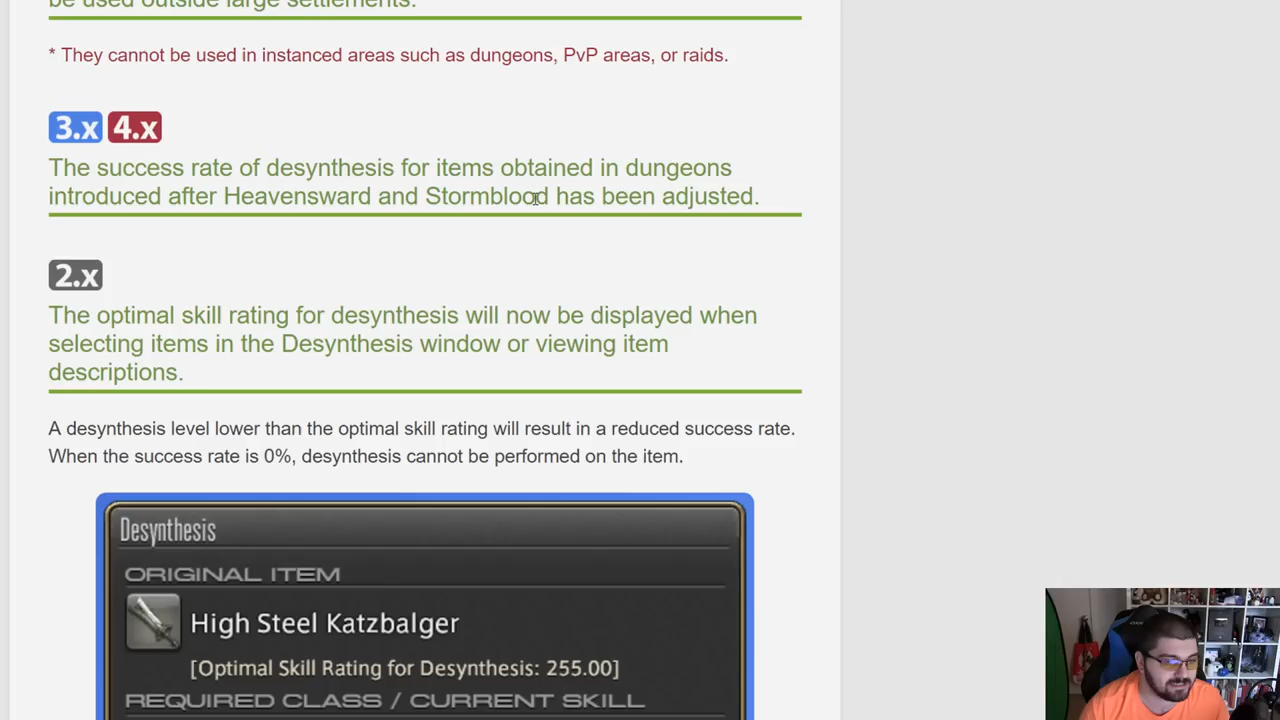 be used outside large settlements.
* They cannot be used in instanced areas such as dungeons, PvP areas, or raids.
3.x 4.x
The success rate of desynthesis for items obtained in dungeons
introduced after Heavensward and Stormblood has been adjusted.
2.x
The optimal skill rating for desynthesis will now be displayed when
selecting items in the Desynthesis window or viewing item
descriptions.
A desynthesis level lower than the optimal skill rating will result in a reduced success rate.
When the success rate is 0%, desynthesis cannot be performed on the item.
Desynthesis
ORIGINAL ITEM
High Steel Katzbalger
[Optimal Skill Rating for Desynthesis: 255.00]
REQUIRED CLASS / CURRENT SKILL